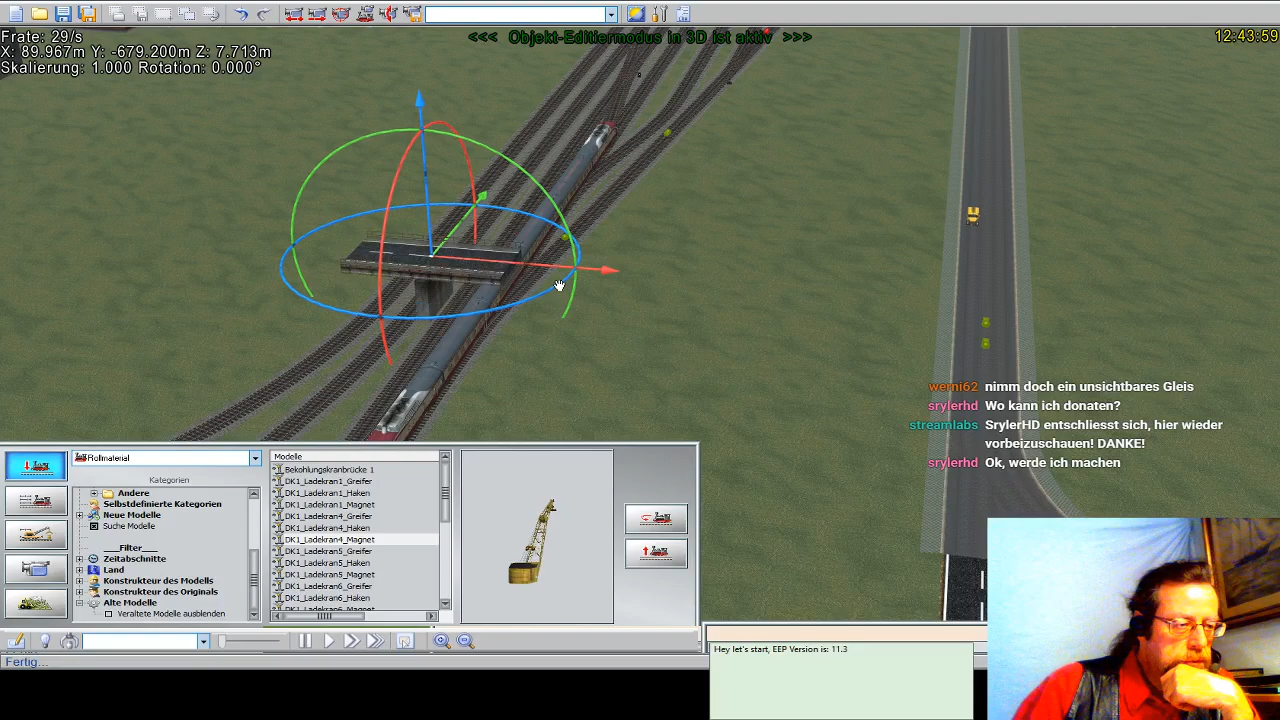 Frate: 29/s
X: 89.967m Y: -679.200m Z: 7.713m
Skalierung: 1.000 Rotation: 0.000°
<<< Objekt-Editiermodus in 3D ist aktiv >>>
12:43:59
werni62 nimm doch ein unsichtbares Gleis
srylerhd Wo kann ich donaten?
streamlabs SrylerHD entschliesst sich, hier wieder
vorbeizuschauen! DANKE!
srylerhd Ok, werde ich machen
Rollmaterial
Kategorien
Andere
Selbstdefinierte Kategorien
Neue Modelle
Suche Modelle
__Filter__
Zeitabschnitte
Land
Konstrukteur des Modells
Konstrukteur des Originals
Alte Modelle
Veraltete Modelle ausblenden
Modelle
Bekohlungskranbrücke 1
DK1_Ladekran1_Greifer
DK1_Ladekran1_Haken
DK1_Ladekran1_Magnet
DK1_Ladekran4_Greifer
DK1_Ladekran4_Haken
DK1_Ladekran4_Magnet
DK1_Ladekran5_Greifer
DK1_Ladekran5_Haken
DK1_Ladekran5_Magnet
DK1_Ladekran6_Greifer
DK1_Ladekran6_Haken
DK1_Ladekran6_Magnet
Hey let's start, EEP Version is: 11.3
Fertig...